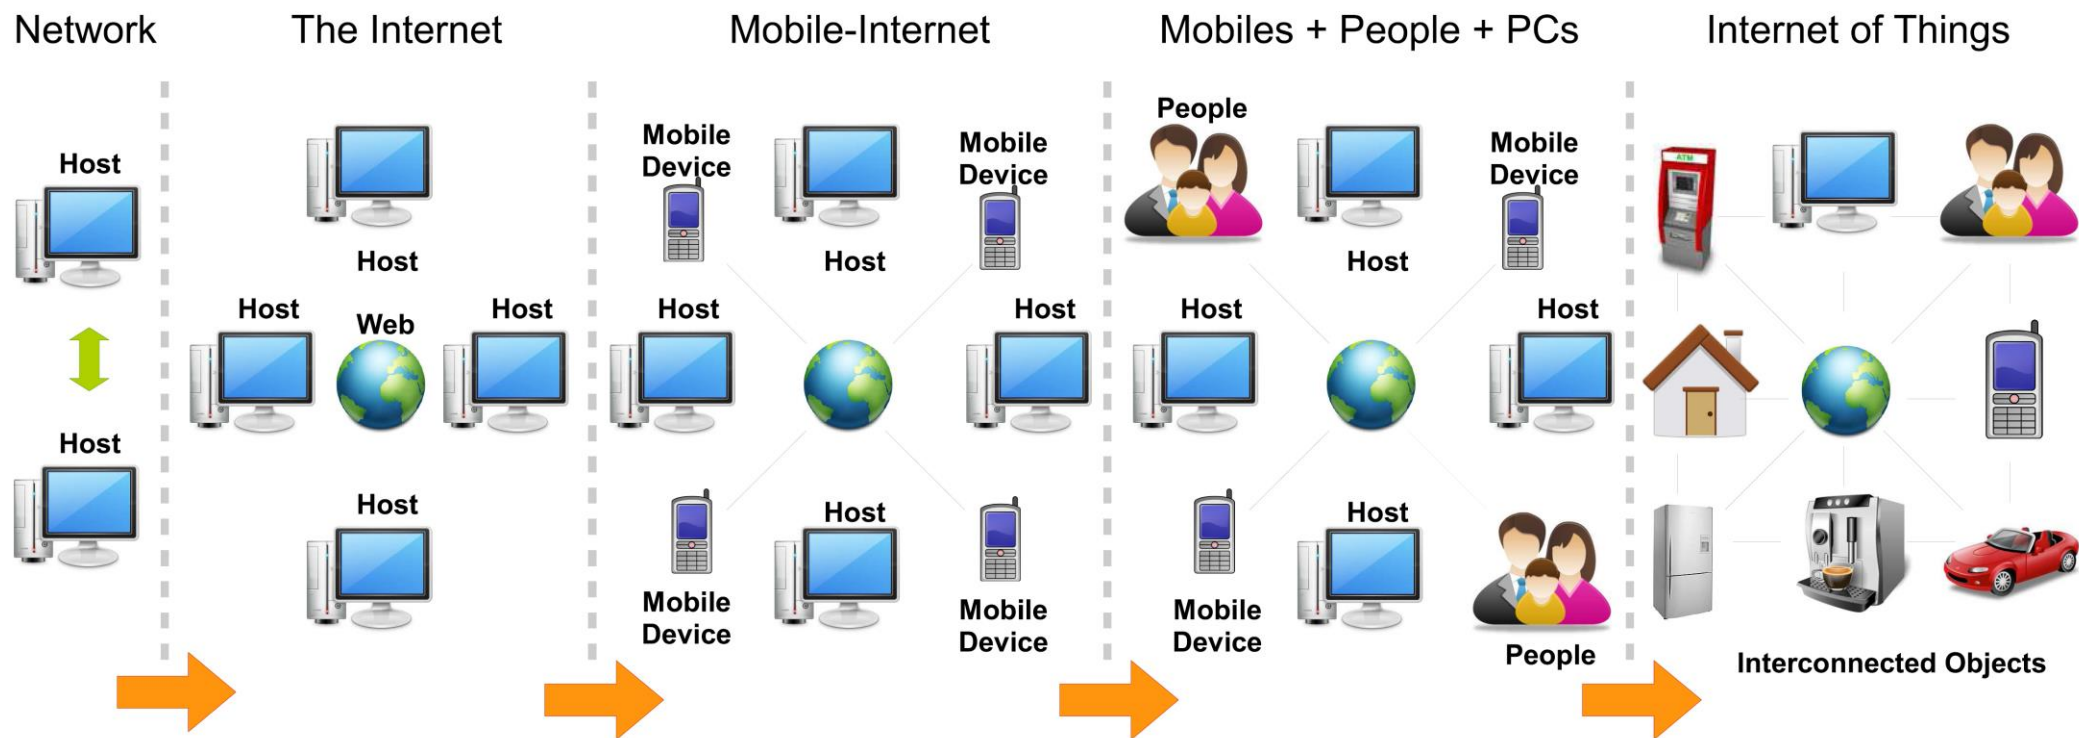 Network
The Internet
Mobile-Internet
Mobiles + People + PCs
Internet of Things
Host
Host
Host
Host
Web
Host
Host
Mobile
Device
Host
Mobile
Device
Host
Host
Mobile
Device
Host
Mobile
Device
People
Host
Mobile
Device
Host
Host
Mobile
Device
Host
People
ATM
Interconnected Objects